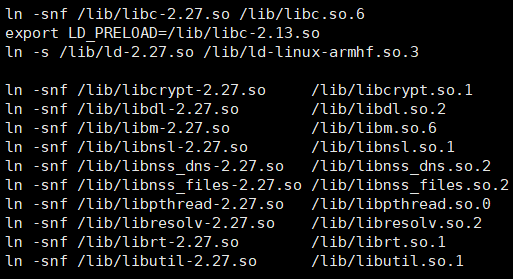 ln -snf /lib/libc-2.27.so /lib/libc.so.6
export LD_PRELOAD=/lib/libc-2.13.so
ln -s /lib/ld-2.27.so /lib/ld-linux-armhf.so.3
ln -snf /lib/libcrypt-2.27.so /lib/libcrypt.so.1
ln -snf /lib/libdl-2.27.so /lib/libdl.so.2
ln -snf /lib/libm-2.27.so /lib/libm.so.6
ln -snf /lib/libnsl-2.27.so /lib/libnsl.so.1
ln -snf /lib/libnss_dns-2.27.so /lib/libnss_dns.so.2
ln -snf /lib/libnss_files-2.27.so /lib/libnss_files.so.2
ln -snf /lib/libpthread-2.27.so /lib/libpthread.so.0
ln -snf /lib/libresolv-2.27.so /lib/libresolv.so.2
ln -snf /lib/librt-2.27.so /lib/librt.so.1
ln -snf /lib/libutil-2.27.so /lib/libutil.so.1